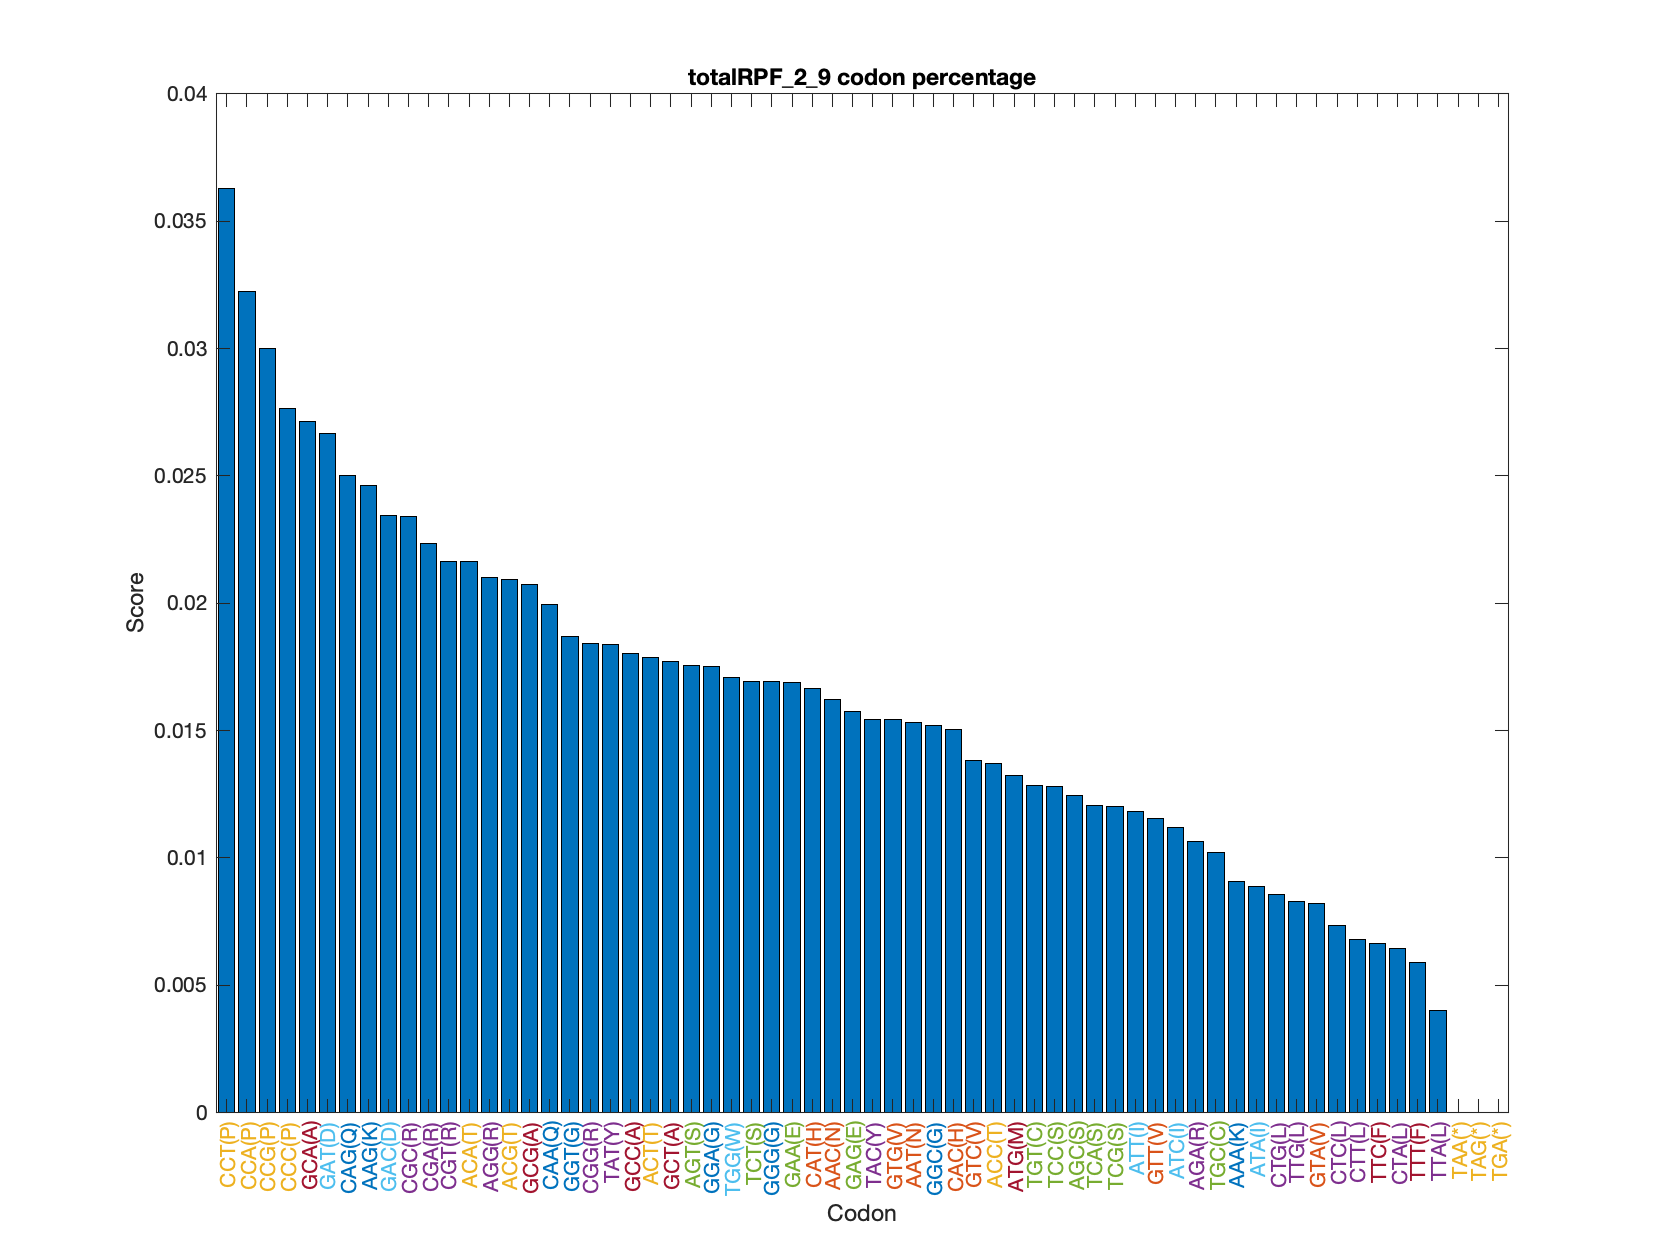 totalRPF_2_9 codon percentage
0.04
0.035
0.03
0.025
0.02
0.015
0.01
0.005
0
Score
CCT(P)
CCA(P)
CCG(P)
CCC(P)
GCA(A)
GAT(D)
CAG(Q)
AAG(K)
GAC(D)
CGC(R)
CGA(R)
CGT(R)
ACA(T)
AGG(R)
ACG(T)
GCG(A)
CAA(Q)
GGT(G)
CGG(R)
TAT(Y)
GCC(A)
ACT(T)
GCT(A)
AGT(S)
GGA(G)
TGG(W)
TCT(S)
GGG(G)
GAA(E)
CAT(H)
AAC(N)
GAG(E)
TAC(Y)
GTG(V)
AAT(N)
GGC(G)
CAC(H)
GTC(V)
ACC(T)
ATG(M)
TGT(C)
TCC(S)
AGC(S)
TCA(S)
TCG(S)
ATT(I)
GTT(V)
ATC(I)
AGA(R)
TGC(C)
AAA(K)
ATA(I)
CTG(L)
TTG(L)
GTA(V)
CTC(L)
CTT(L)
TTC(F)
CTA(L)
TTT(F)
TTA(L)
TAA(*)
TAG(*)
TGA(*)
Codon